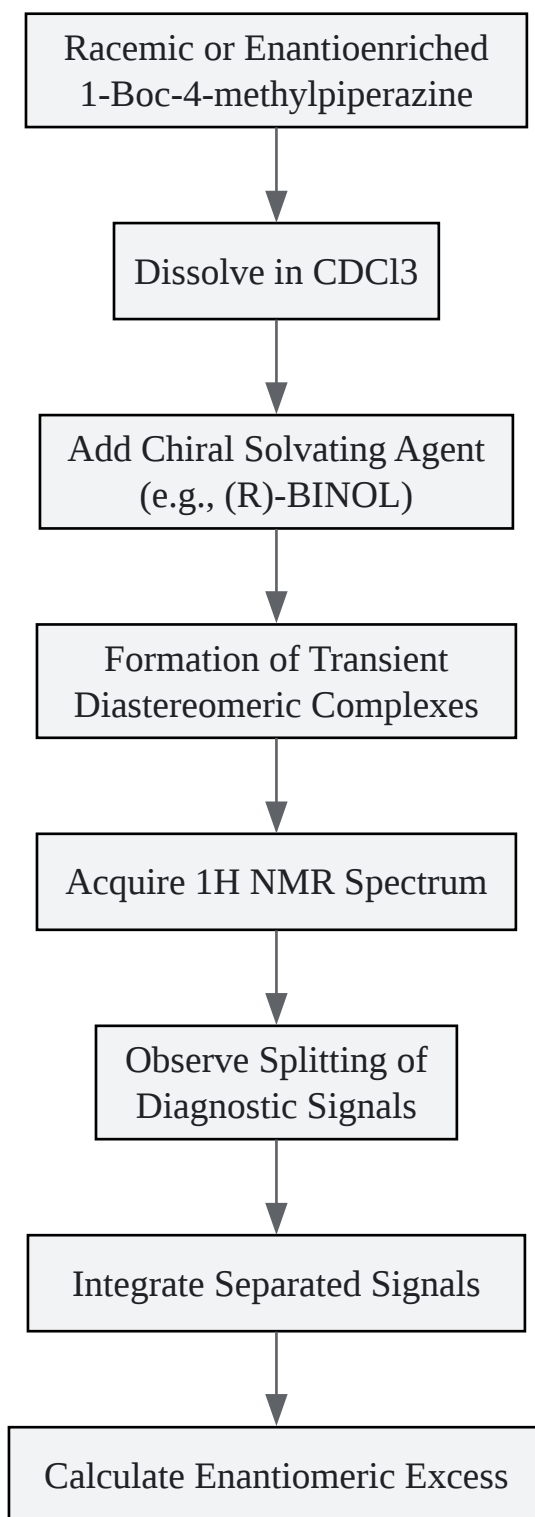 Racemic or Enantioenriched
1-Boc-4-methylpiperazine
Dissolve in CDCl3
Add Chiral Solvating Agent
(e.g., (R)-BINOL)
Formation of Transient
Diastereomeric Complexes
Acquire 1H NMR Spectrum
Observe Splitting of
Diagnostic Signals
Integrate Separated Signals
Calculate Enantiomeric Excess